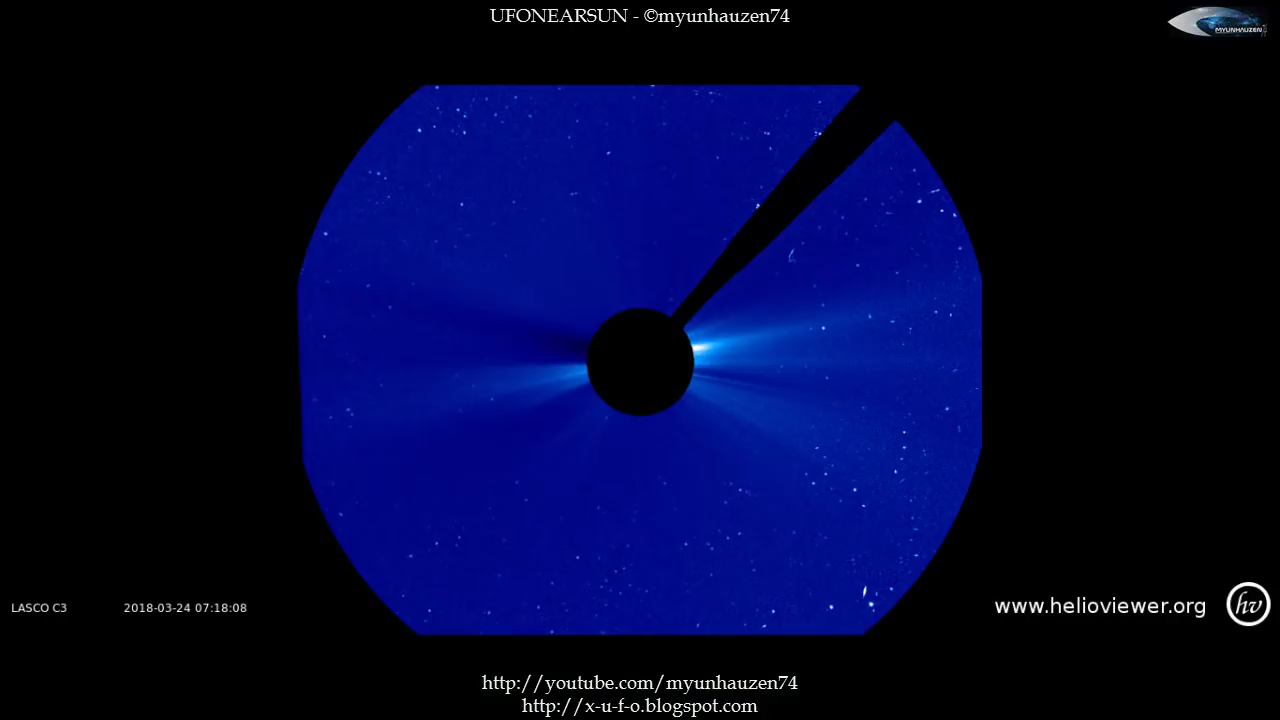 UFONEARSUN - ©myunhauzen74
MYUNHAUZEN
LASCO C3
2018-03-24 07:18:08
www.helioviewer.org
hv
http://youtube.com/myunhauzen74
http://x-u-f-o.blogspot.com